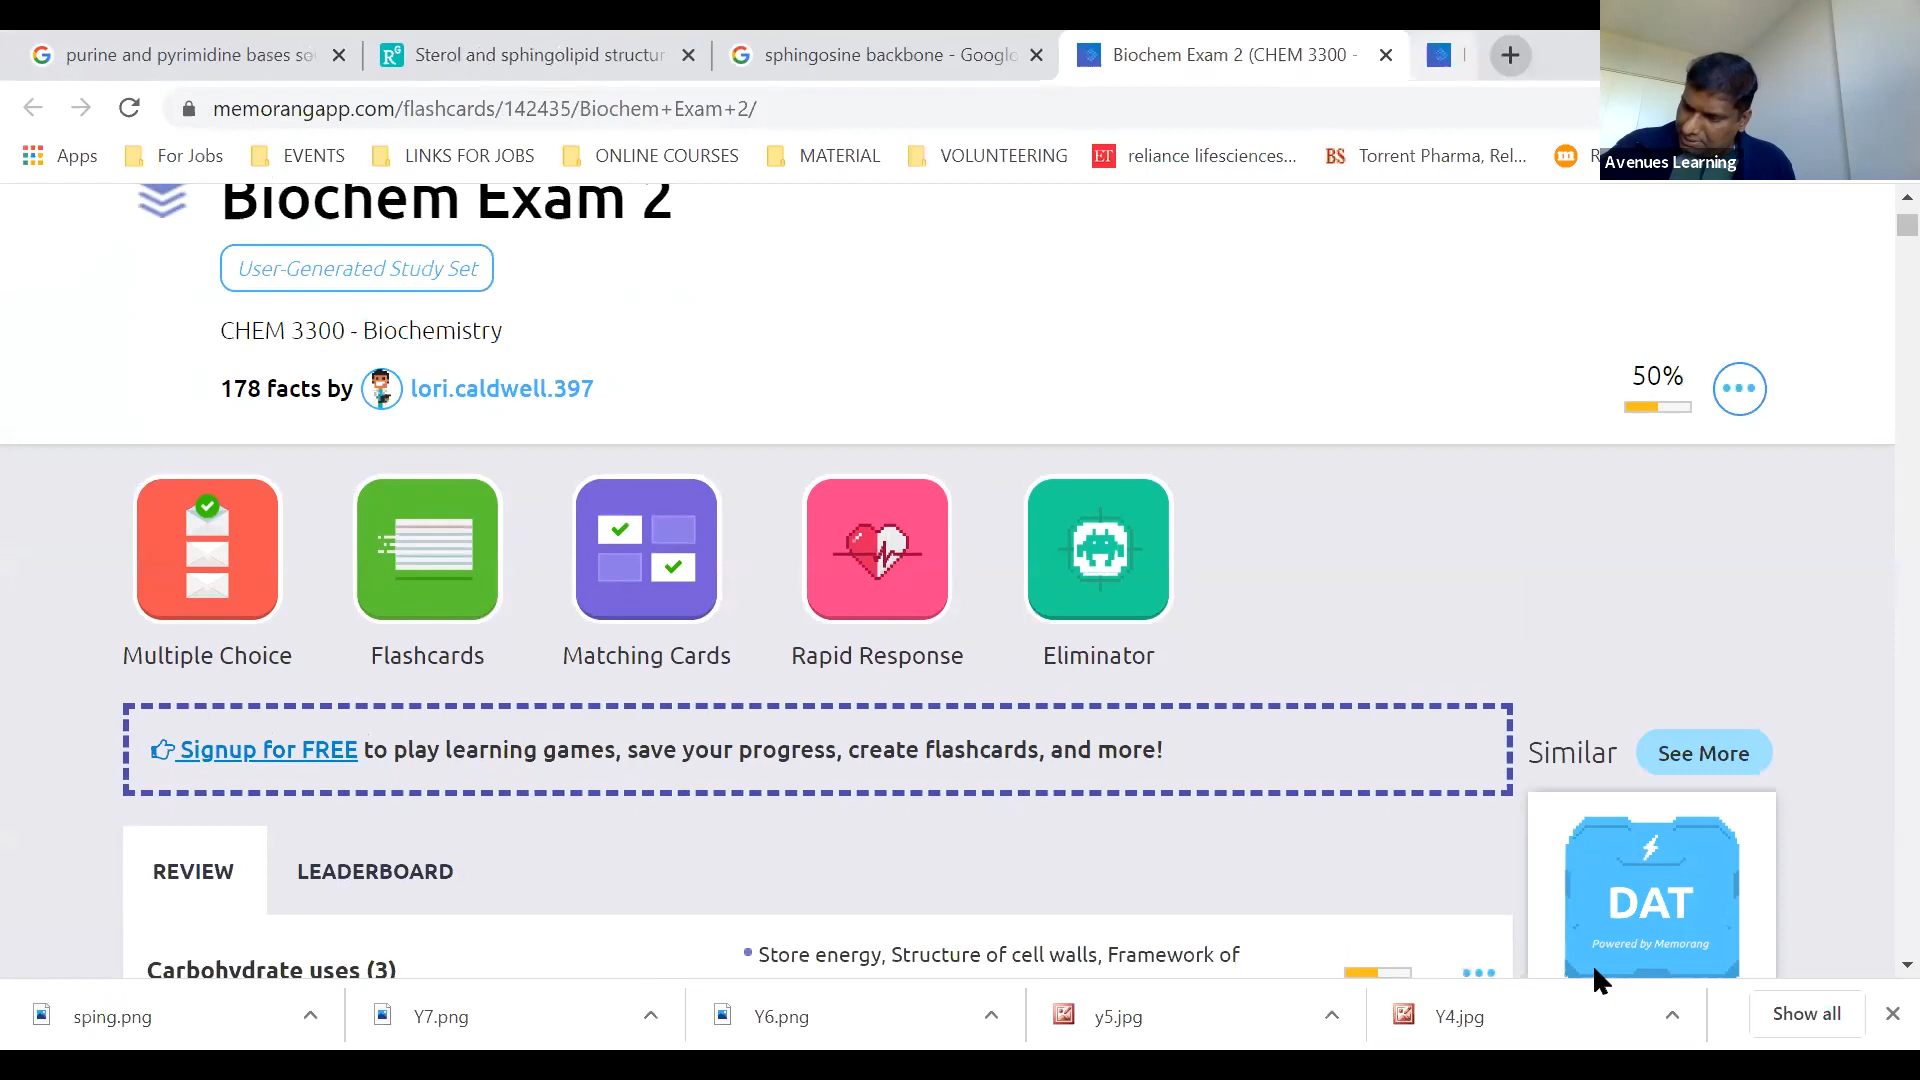 purine and pyrimidine bases so
Sterol and sphingolipid structur
sphingosine backbone - Google
Biochem Exam 2 (CHEM 3300 -
memorangapp.com/flashcards/142435/Biochem+Exam+2/
Apps
For Jobs
EVENTS
LINKS FOR JOBS
ONLINE COURSES
MATERIAL
VOLUNTEERING
ET
reliance lifesciences...
BS
Torrent Pharma, Rel...
m
R
Avenues Learning
Biochem Exam 2
User-Generated Study Set
CHEM 3300 - Biochemistry
178 facts by lori.caldwell.397
50%
Multiple Choice
Flashcards
Matching Cards
Rapid Response
Eliminator
Signup for FREE to play learning games, save your progress, create flashcards, and more!
Similar
See More
DAT
Powered by Memorang
REVIEW
LEADERBOARD
Carbohydrate uses (3)
Store energy, Structure of cell walls, Framework of
sping.png
Y7.png
Y6.png
y5.jpg
Y4.jpg
Show all